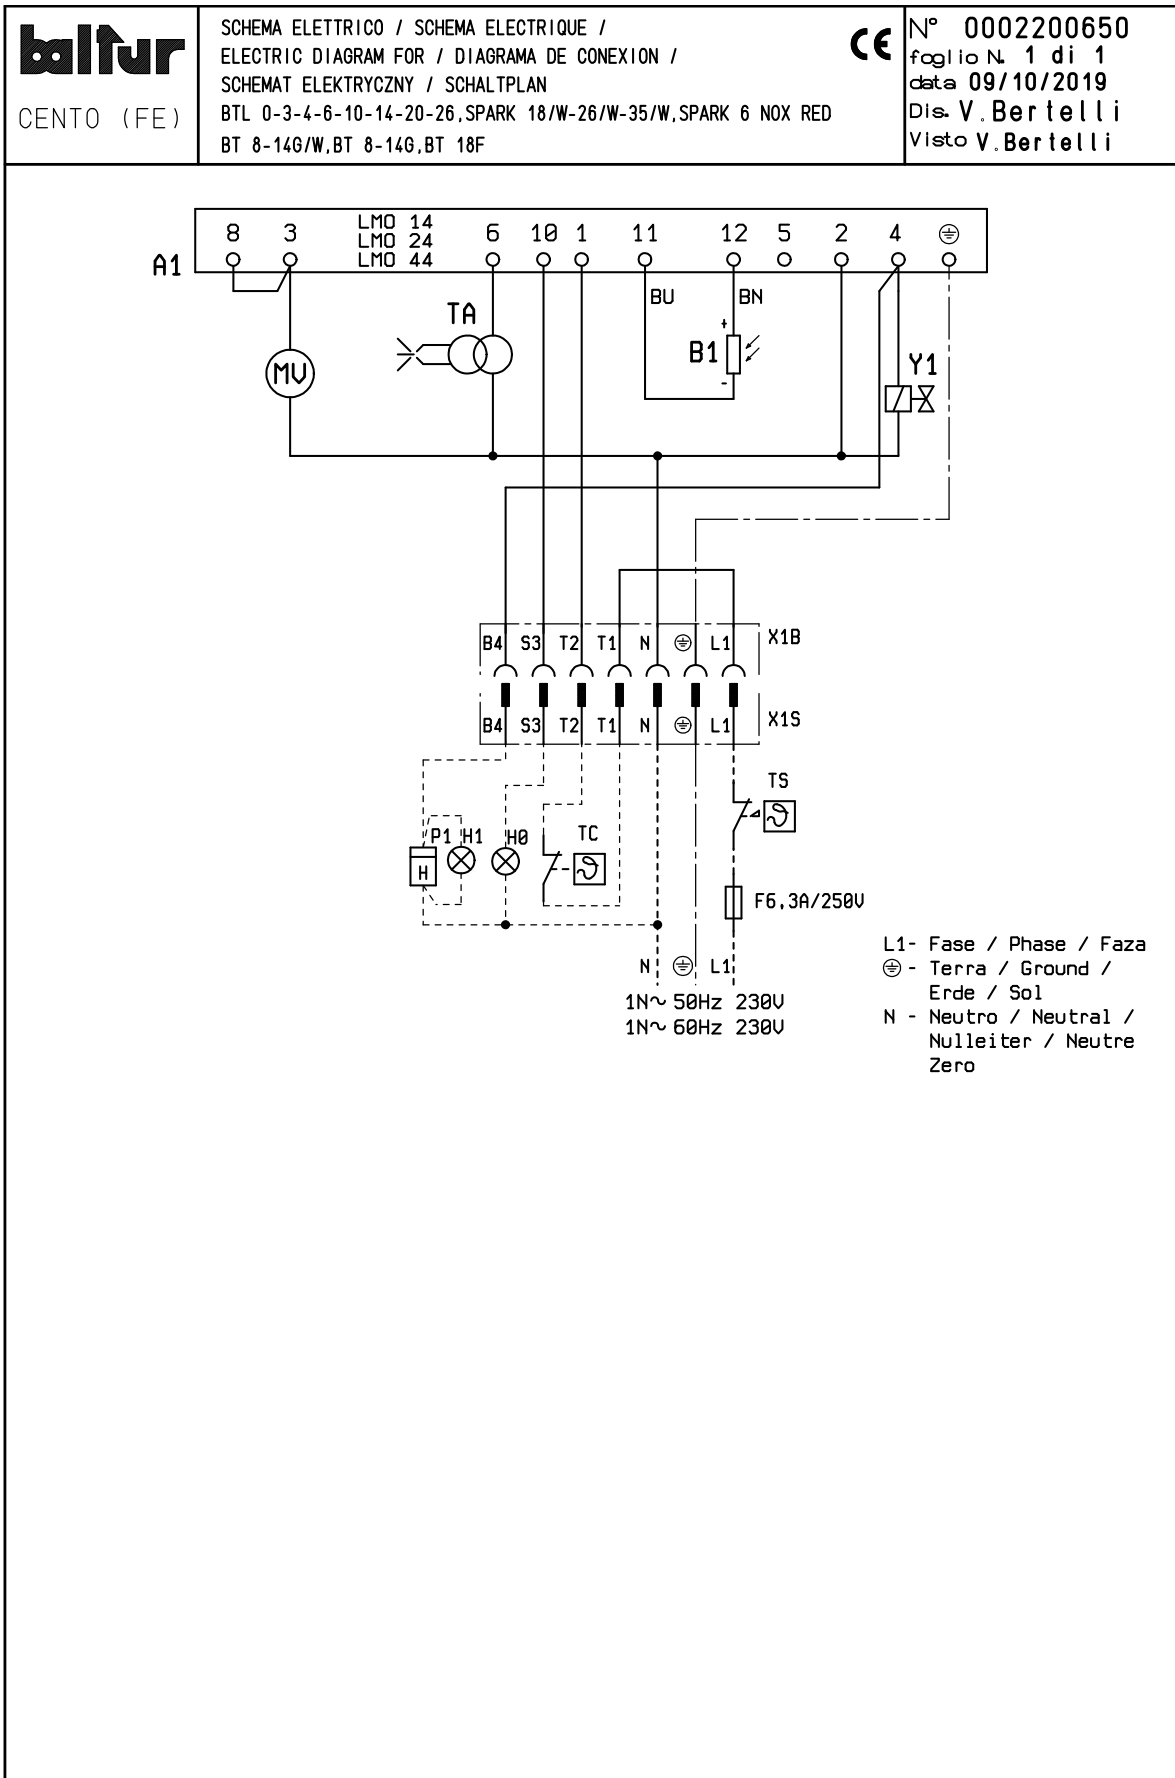 baltur
CENTO (FE)
SCHEMA ELETTRICO / SCHEMA ELECTRIQUE /
ELECTRIC DIAGRAM FOR / DIAGRAMA DE CONEXION /
SCHEMAT ELEKTRYCZNY / SCHALTPLAN
BTL 0-3-4-6-10-14-20-26,SPARK 18/W-26/W-35/W,SPARK 6 NOX RED
BT 8-14G/W,BT 8-14G,BT 18F
CE
N° 0002200650
foglio N. 1 di 1
data 09/10/2019
Dis. V.Bertelli
Visto V.Bertelli
A1
8 3 LMO 14 6 10 1 11 12 5 2 4
LMO 24
LMO 44
BU BN
TA
+
B1
-
MV
Y1
B4 S3 T2 T1 N L1 X1B
B4 S3 T2 T1 N L1 X1S
TS
P1 H1 H0 TC
H
F6,3A/250V
N L1
1N~ 50Hz 230V
1N~ 60Hz 230V
L1- Fase / Phase / Faza
⏚ - Terra / Ground /
Erde / Sol
N - Neutro / Neutral /
Nulleiter / Neutre
Zero